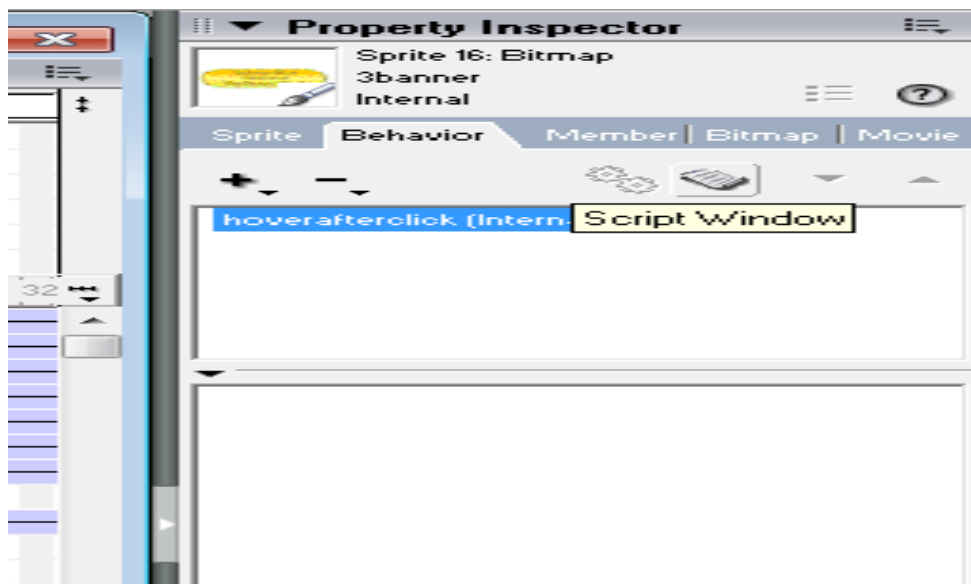 Property Inspector
Sprite 16: Bitmap
3banner
Internal
?
Sprite Behavior Member Bitmap Movie
hoverafterclick (Intern
Script Window
32